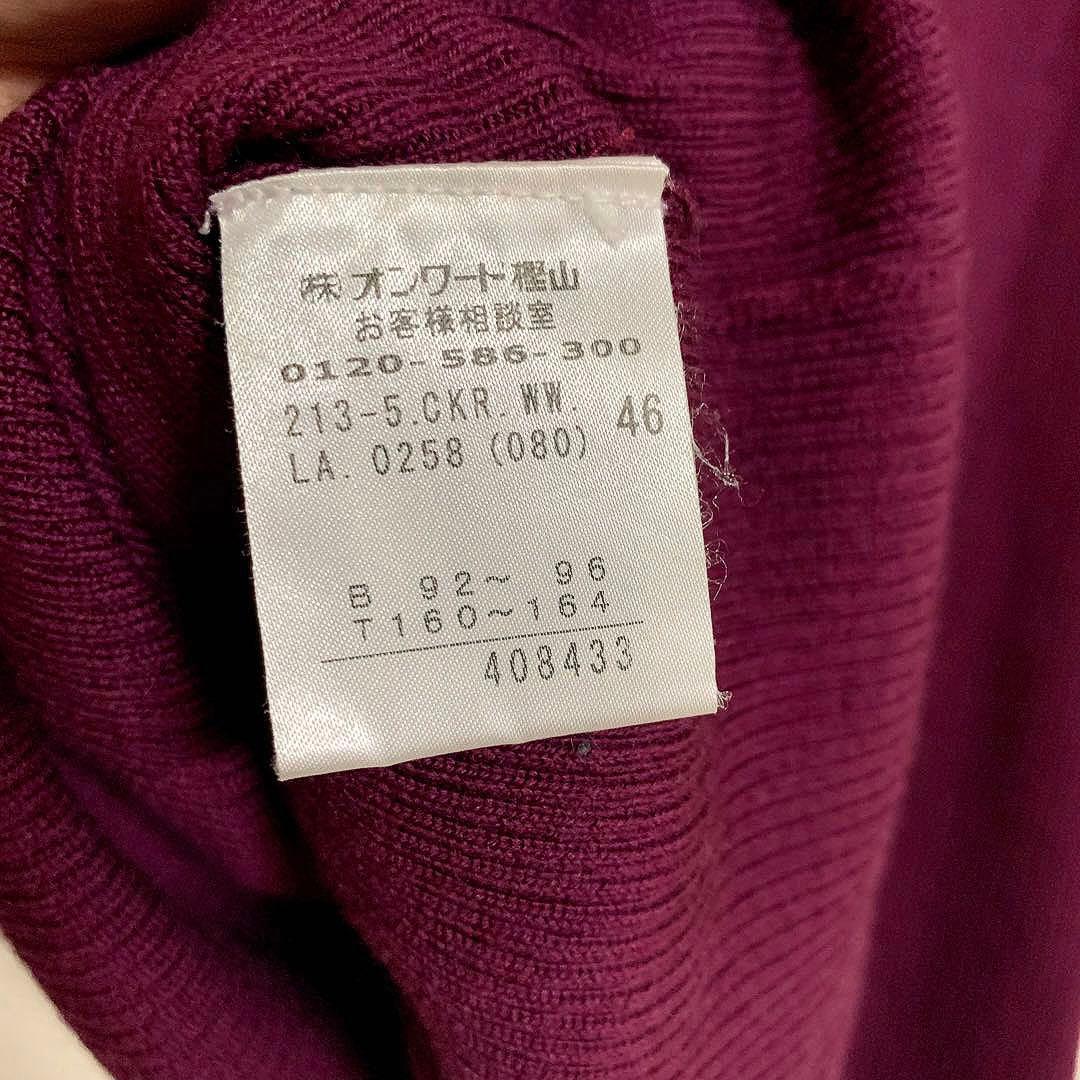 ㈱オンワード樫山
お客様相談室
0120-586-300
213-5.CKR.WW. 46
LA. 0258 (080)
B 92～ 96
T160～164
408433